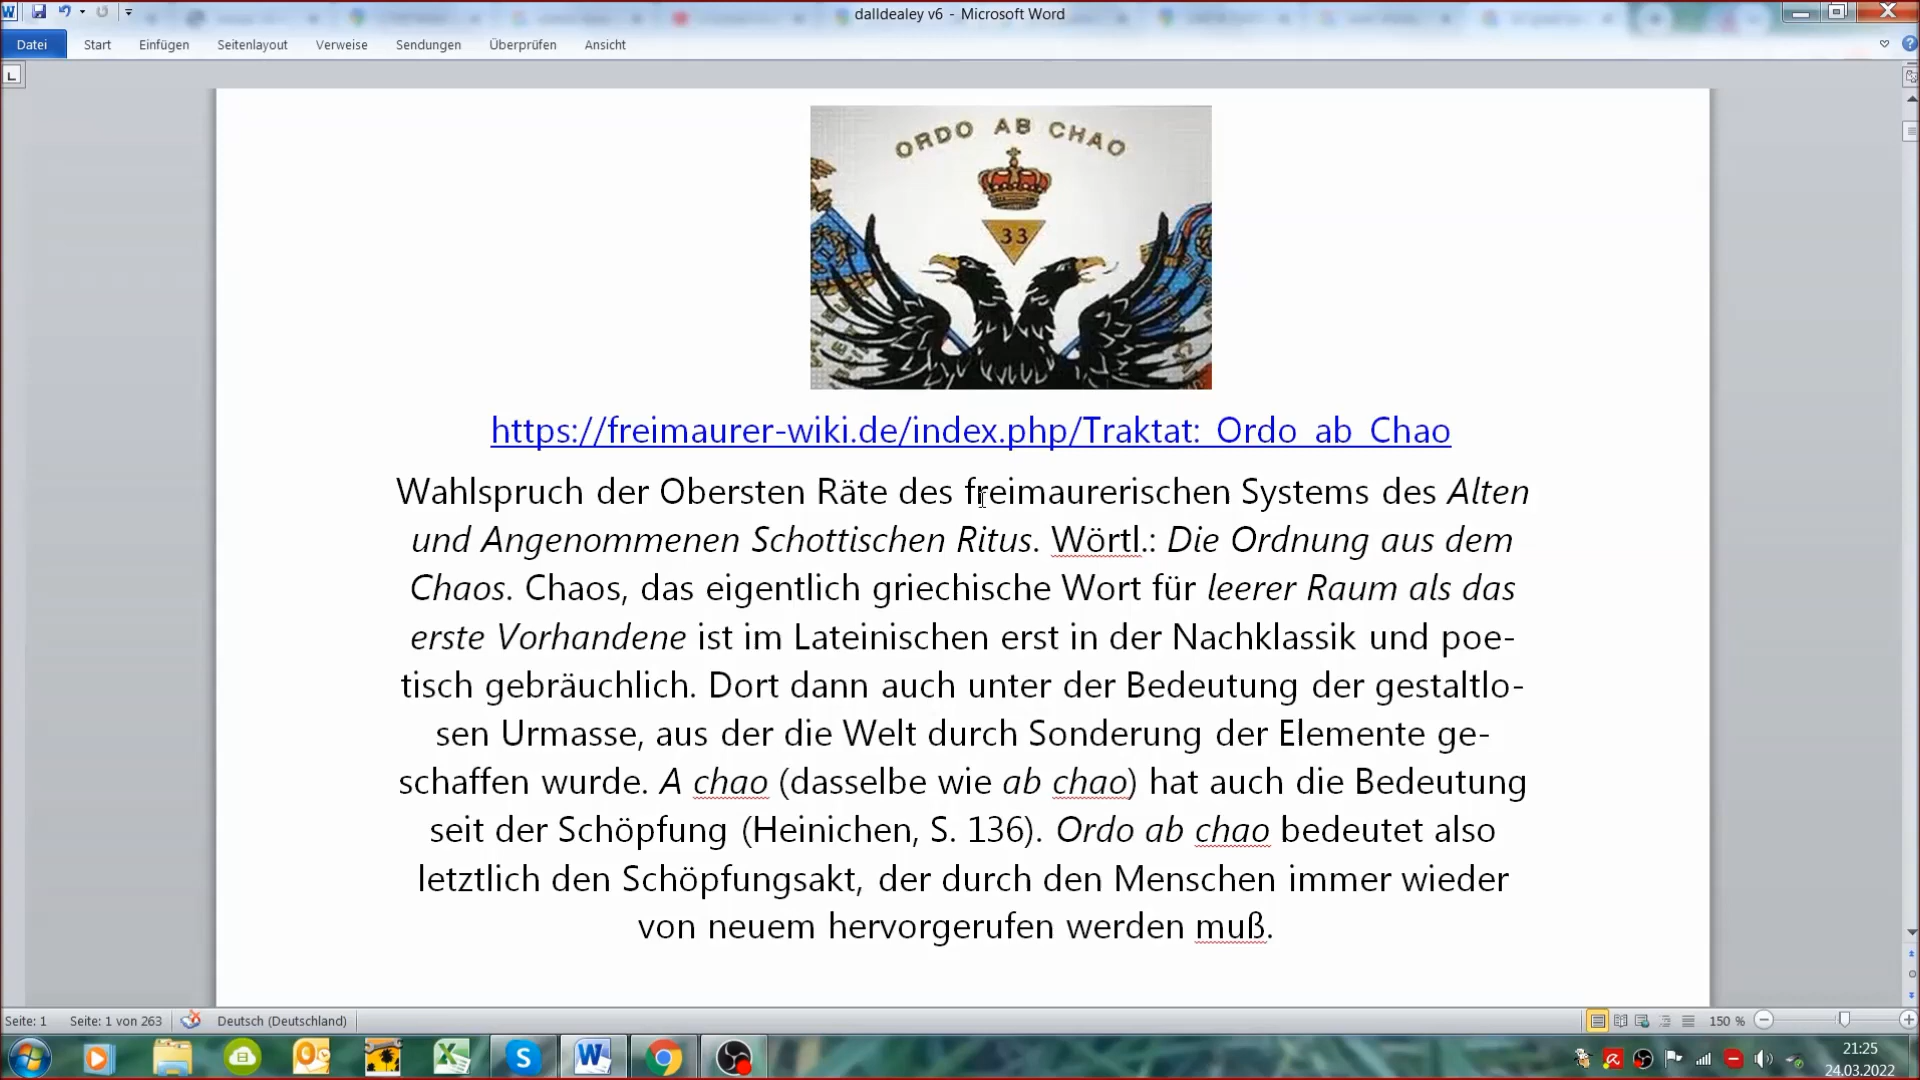 dalldealey v6 - Microsoft Word
Datei Start Einfügen Seitenlayout Verweise Sendungen Überprüfen Ansicht
ORDO AB CHAO
33
https://freimaurer-wiki.de/index.php/Traktat:_Ordo_ab_Chao
Wahlspruch der Obersten Räte des freimaurerischen Systems des Alten
und Angenommenen Schottischen Ritus. Wörtl.: Die Ordnung aus dem
Chaos. Chaos, das eigentlich griechische Wort für leerer Raum als das
erste Vorhandene ist im Lateinischen erst in der Nachklassik und poe-
tisch gebräuchlich. Dort dann auch unter der Bedeutung der gestaltlo-
sen Urmasse, aus der die Welt durch Sonderung der Elemente ge-
schaffen wurde. A chao (dasselbe wie ab chao) hat auch die Bedeutung
seit der Schöpfung (Heinichen, S. 136). Ordo ab chao bedeutet also
letztlich den Schöpfungsakt, der durch den Menschen immer wieder
von neuem hervorgerufen werden muß.
Seite: 1 Seite: 1 von 263 Deutsch (Deutschland) 150 %
21:25
24.03.2022